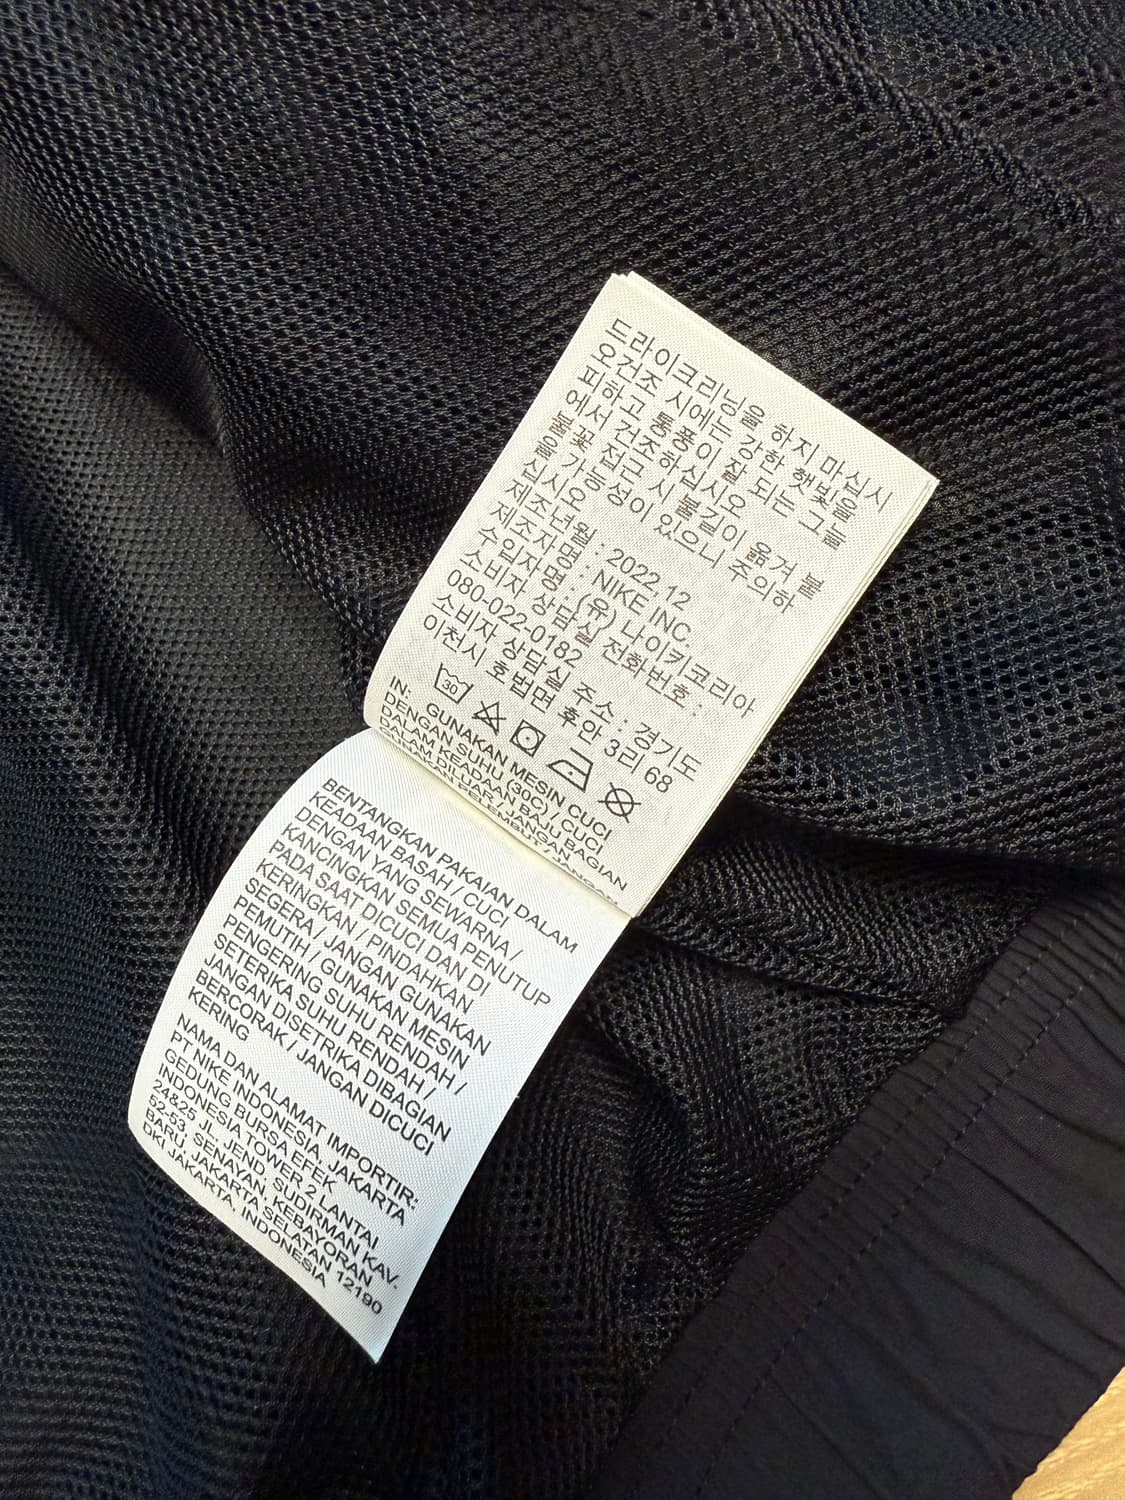 드라이크리닝을 하지 마십시
오건조 시에는 강한 햇빛을
피하고 통풍이 잘 되는 그늘
에서 건조하십시오
불꽃 접근 시 불길이 옮겨 붙
을 가능성이 있으니 주의하
십시오
제조년월 : 2022.12
제조자명 : NIKE INC.
수입자명 : (유) 나이키코리아
소비자 상담실 전화번호 :
080-022-0182
소비자 상담실 주소 : 경기도
이천시 호법면 후안 3리 68
30
IN:
GUNAKAN MESIN CUCI
DENGAN SUHU (30C) / CUCI
DALAM KEADAAN BAJU BAGIAN
DALAM DILUAR /
BENTANGKAN PAKAIAN DALAM
KEADAAN BASAH / CUCI
DENGAN YANG SEWARNA /
KANCINGKAN SEMUA PENUTUP
PADA SAAT DICUCI DAN DI
KERINGKAN / PINDAHKAN
SEGERA / JANGAN GUNAKAN
PEMUTIH / GUNAKAN MESIN
PENGERING SUHU RENDAH /
SETERIKA SUHU RENDAH /
JANGAN DISETRIKA DIBAGIAN
BERCORAK / JANGAN DICUCI
KERING
NAMA DAN ALAMAT IMPORTIR:
PT NIKE INDONESIA, JAKARTA
GEDUNG BURSA EFEK
INDONESIA TOWER 2 LANTAI
24&25 JL. JEND. SUDIRMAN KAV.
52-53, SENAYAN, KEBAYORAN
BARU, JAKARTA SELATAN 12190
DKI JAKARTA, INDONESIA